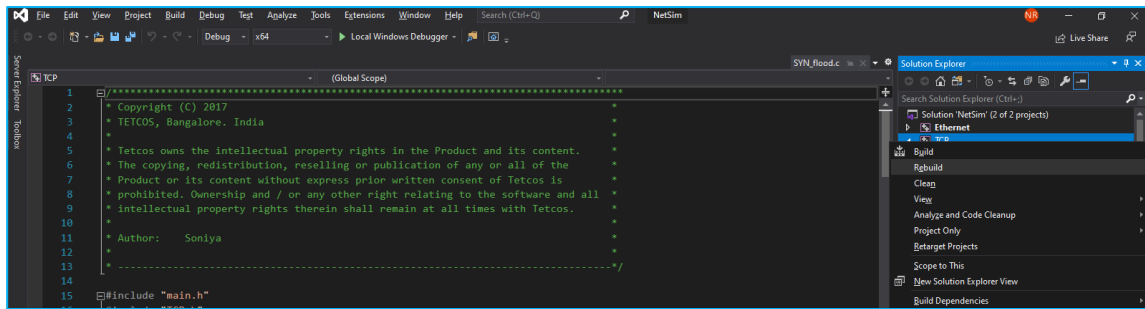 File Edit View Project Build Debug Test Analyze Tools Extensions Window Help Search (Ctrl+Q) NetSim NR
Debug x64 Local Windows Debugger Live Share
Server Explorer
Toolbox
SYN_flood.c
TCP (Global Scope)
1 /******************************************************************************
2 * Copyright (C) 2017 *
3 * TETCOS, Bangalore. India *
4 * *
5 * Tetcos owns the intellectual property rights in the Product and its content. *
6 * The copying, redistribution, reselling or publication of any or all of the *
7 * Product or its content without express prior written consent of Tetcos is *
8 * prohibited. Ownership and / or any other right relating to the software and all *
9 * intellectual property rights therein shall remain at all times with Tetcos. *
10 * *
11 * Author: Soniya *
12 * *
13 * ----------------------------------------------------------------------------*/
14
15 #include "main.h"
Solution Explorer
Search Solution Explorer (Ctrl+;)
Solution 'NetSim' (2 of 2 projects)
Ethernet
TCP
Build
Rebuild
Clean
View
Analyze and Code Cleanup
Project Only
Retarget Projects
Scope to This
New Solution Explorer View
Build Dependencies